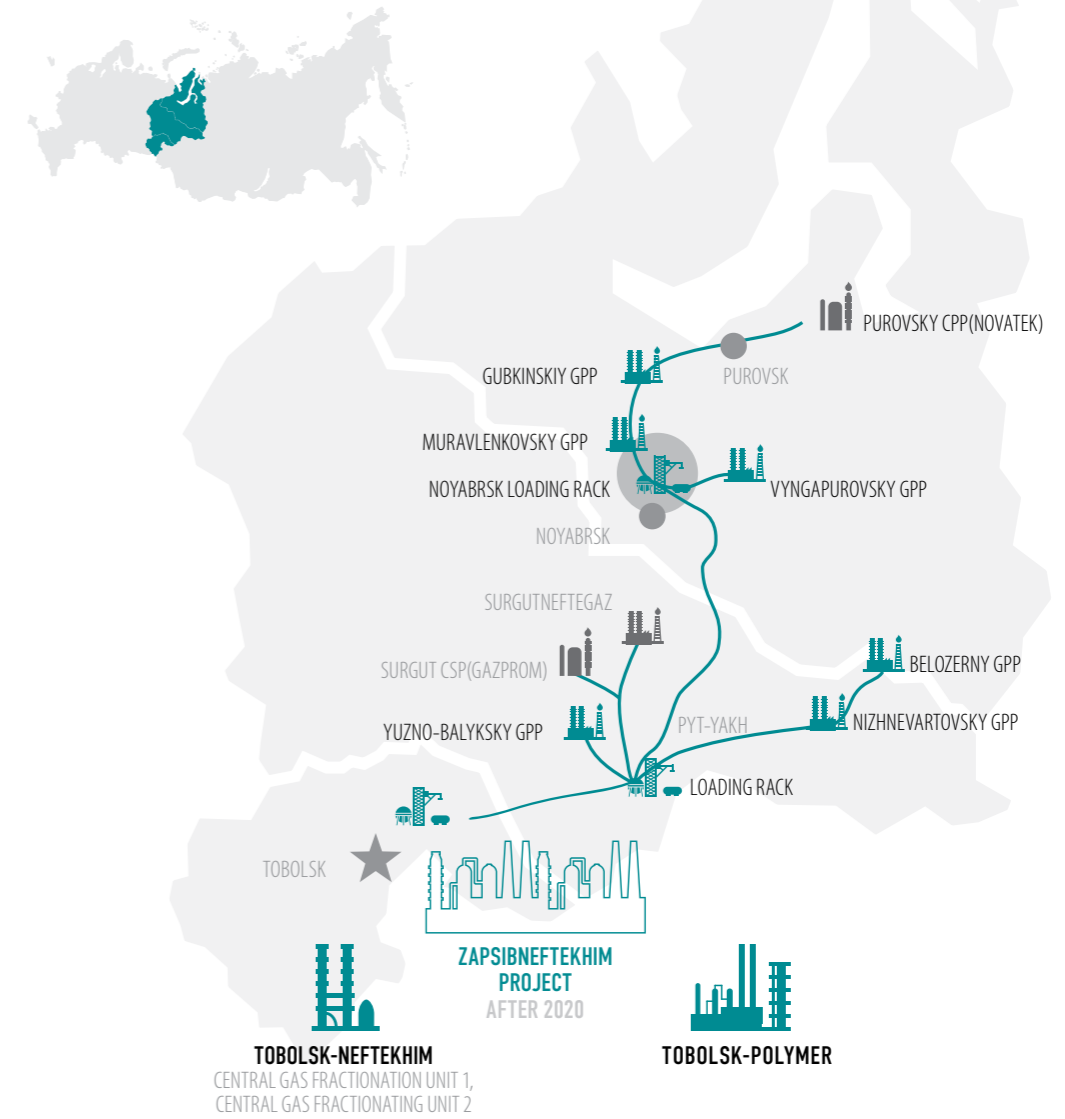 PUROVSKY CPP(NOVATEK)
GUBKINSKIY GPP
PUROVSK
MURAVLENKOVSKY GPP
NOYABRSK LOADING RACK
VYNGAPUROVSKY GPP
NOYABRSK
SURGUTNEFTEGAZ
SURGUT CSP(GAZPROM)
BELOZERNY GPP
YUZNO-BALYKSKY GPP
PYT-YAKH
NIZHNEVARTOVSKY GPP
LOADING RACK
TOBOLSK
ZAPSIBNEFTEKHIM
PROJECT
AFTER 2020
TOBOLSK-NEFTEKHIM
CENTRAL GAS FRACTIONATION UNIT 1,
CENTRAL GAS FRACTIONATING UNIT 2
TOBOLSK-POLYMER